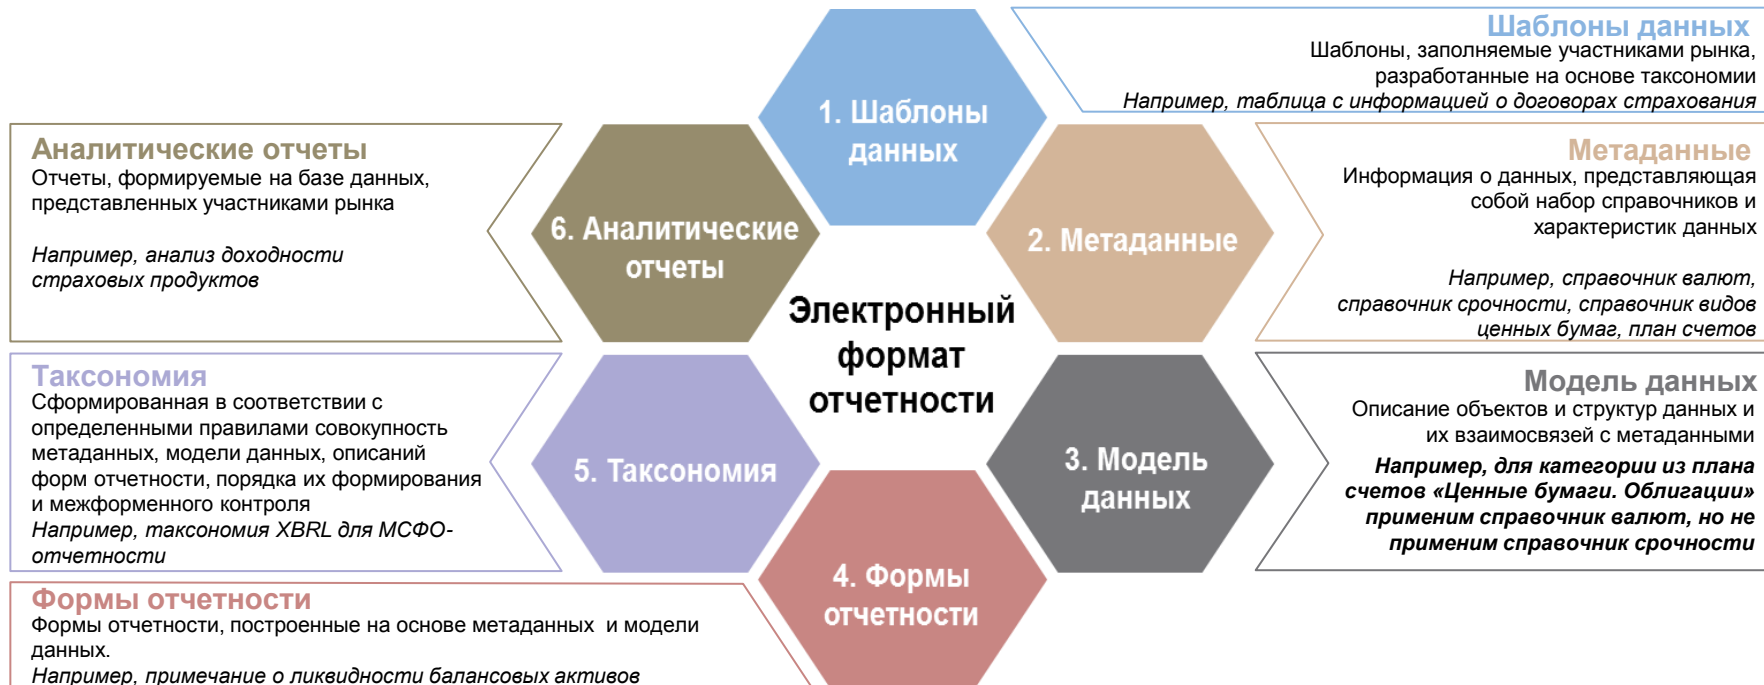 Шаблоны данных
Шаблоны, заполняемые участниками рынка,
разработанные на основе таксономии
Например, таблица с информацией о договорах страхования
1. Шаблоны
данных
Аналитические отчеты
Отчеты, формируемые на базе данных,
представленных участниками рынка
Например, анализ доходности
страховых продуктов
6. Аналитические
отчеты
2. Метаданные
Метаданные
Информация о данных, представляющая
собой набор справочников и
характеристик данных
Например, справочник валют,
справочник срочности, справочник видов
ценных бумаг, план счетов
Электронный
формат
отчетности
Таксономия
Сформированная в соответствии с
определенными правилами совокупность
метаданных, модели данных, описаний
форм отчетности, порядка их формирования
и межформенного контроля
Например, таксономия XBRL для МСФО-
отчетности
5. Таксономия
3. Модель
данных
Модель данных
Описание объектов и структур данных и
их взаимосвязей с метаданными
Например, для категории из плана
счетов «Ценные бумаги. Облигации»
применим справочник валют, но не
применим справочник срочности
4. Формы
отчетности
Формы отчетности
Формы отчетности, построенные на основе метаданных и модели
данных.
Например, примечание о ликвидности балансовых активов